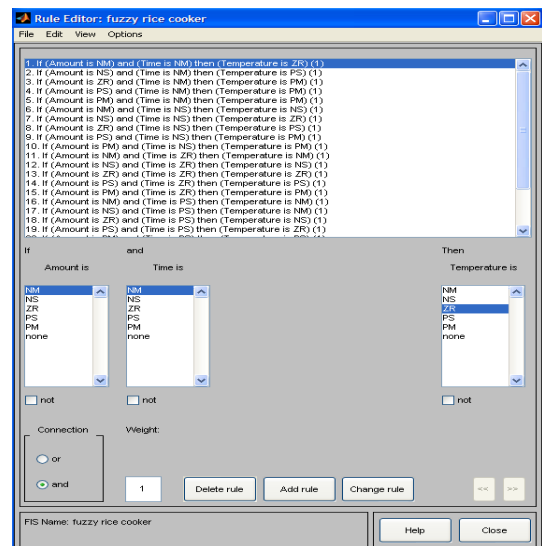 Rule Editor: fuzzy rice cooker
File Edit View Options
1. If (Amount is NM) and (Time is NM) then (Temperature is ZR) (1)
2. If (Amount is NS) and (Time is NM) then (Temperature is PS) (1)
3. If (Amount is ZR) and (Time is NM) then (Temperature is PM) (1)
4. If (Amount is PS) and (Time is NM) then (Temperature is PM) (1)
5. If (Amount is PM) and (Time is NM) then (Temperature is PM) (1)
6. If (Amount is NM) and (Time is NS) then (Temperature is NS) (1)
7. If (Amount is NS) and (Time is NS) then (Temperature is ZR) (1)
8. If (Amount is ZR) and (Time is NS) then (Temperature is PS) (1)
9. If (Amount is PS) and (Time is NS) then (Temperature is PM) (1)
10. If (Amount is PM) and (Time is NS) then (Temperature is PM) (1)
11. If (Amount is NM) and (Time is ZR) then (Temperature is NM) (1)
12. If (Amount is NS) and (Time is ZR) then (Temperature is NS) (1)
13. If (Amount is ZR) and (Time is ZR) then (Temperature is ZR) (1)
14. If (Amount is PS) and (Time is ZR) then (Temperature is PS) (1)
15. If (Amount is PM) and (Time is ZR) then (Temperature is PM) (1)
16. If (Amount is NM) and (Time is PS) then (Temperature is NM) (1)
17. If (Amount is NS) and (Time is PS) then (Temperature is NM) (1)
18. If (Amount is ZR) and (Time is PS) then (Temperature is NS) (1)
19. If (Amount is PS) and (Time is PS) then (Temperature is ZR) (1)
If and Then
Amount is Time is Temperature is
NM NM NM
NS NS NS
ZR ZR ZR
PS PS PS
PM PM PM
none none none
not not not
Connection Weight:
or
and 1 Delete rule Add rule Change rule << >>
FIS Name: fuzzy rice cooker
Help Close